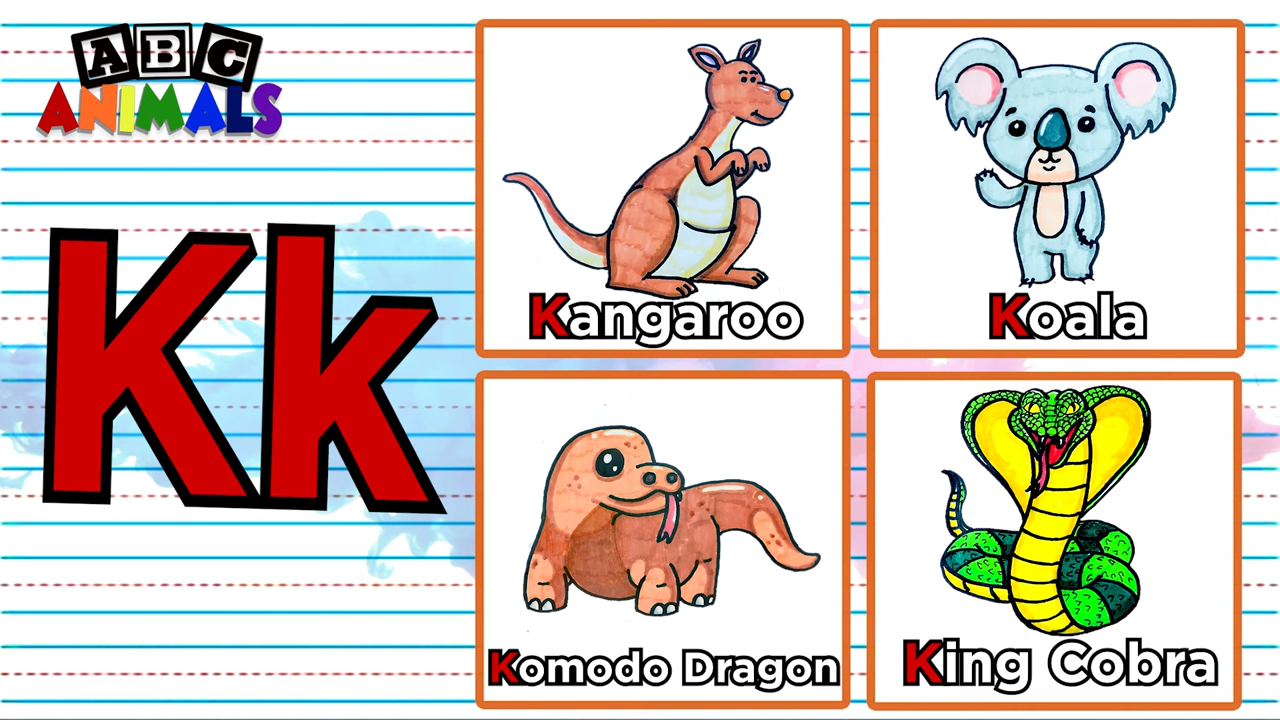 ABC
ANIMALS
Kk
Kangaroo
Koala
Komodo Dragon
King Cobra